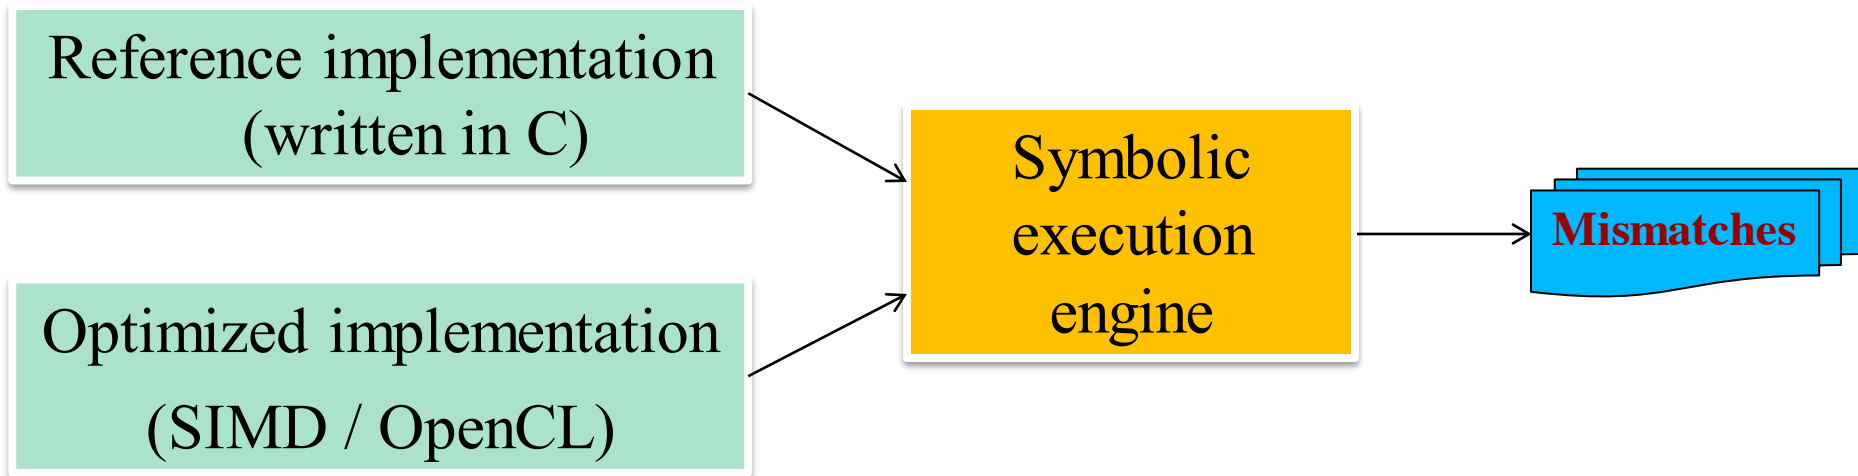 Reference implementation
(written in C)
Optimized implementation
(SIMD / OpenCL)
Symbolic
execution
engine
Mismatches